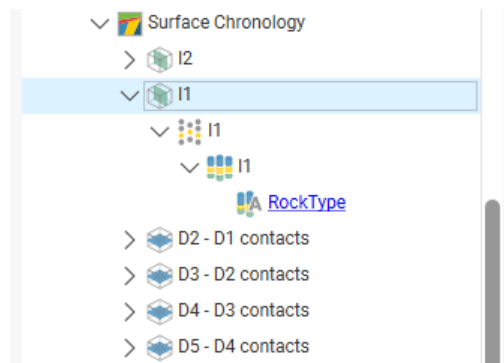 Surface Chronology
I2
I1
I1
I1
A RockType
D2 - D1 contacts
D3 - D2 contacts
D4 - D3 contacts
D5 - D4 contacts